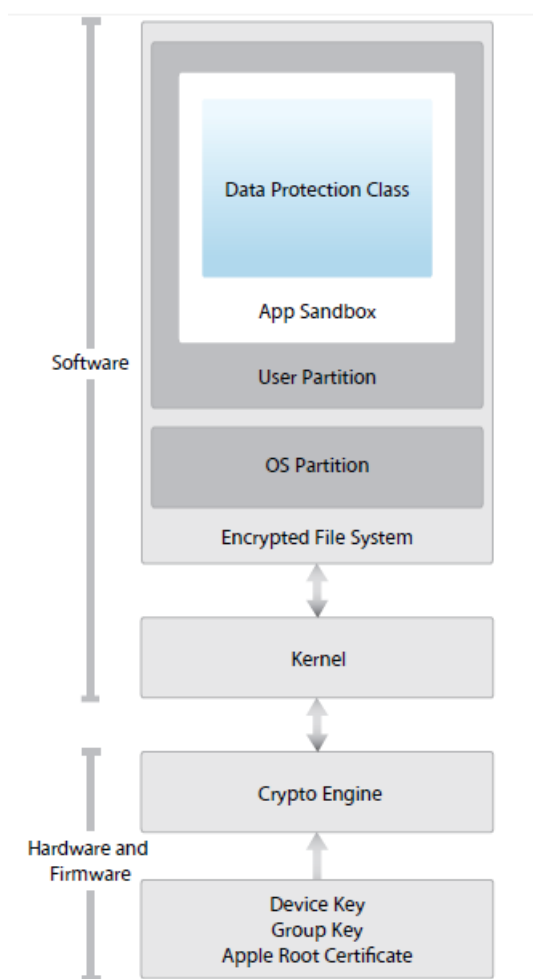 Data Protection Class
App Sandbox
User Partition
OS Partition
Encrypted File System
Software
Kernel
Crypto Engine
Hardware and
Firmware
Device Key
Group Key
Apple Root Certificate